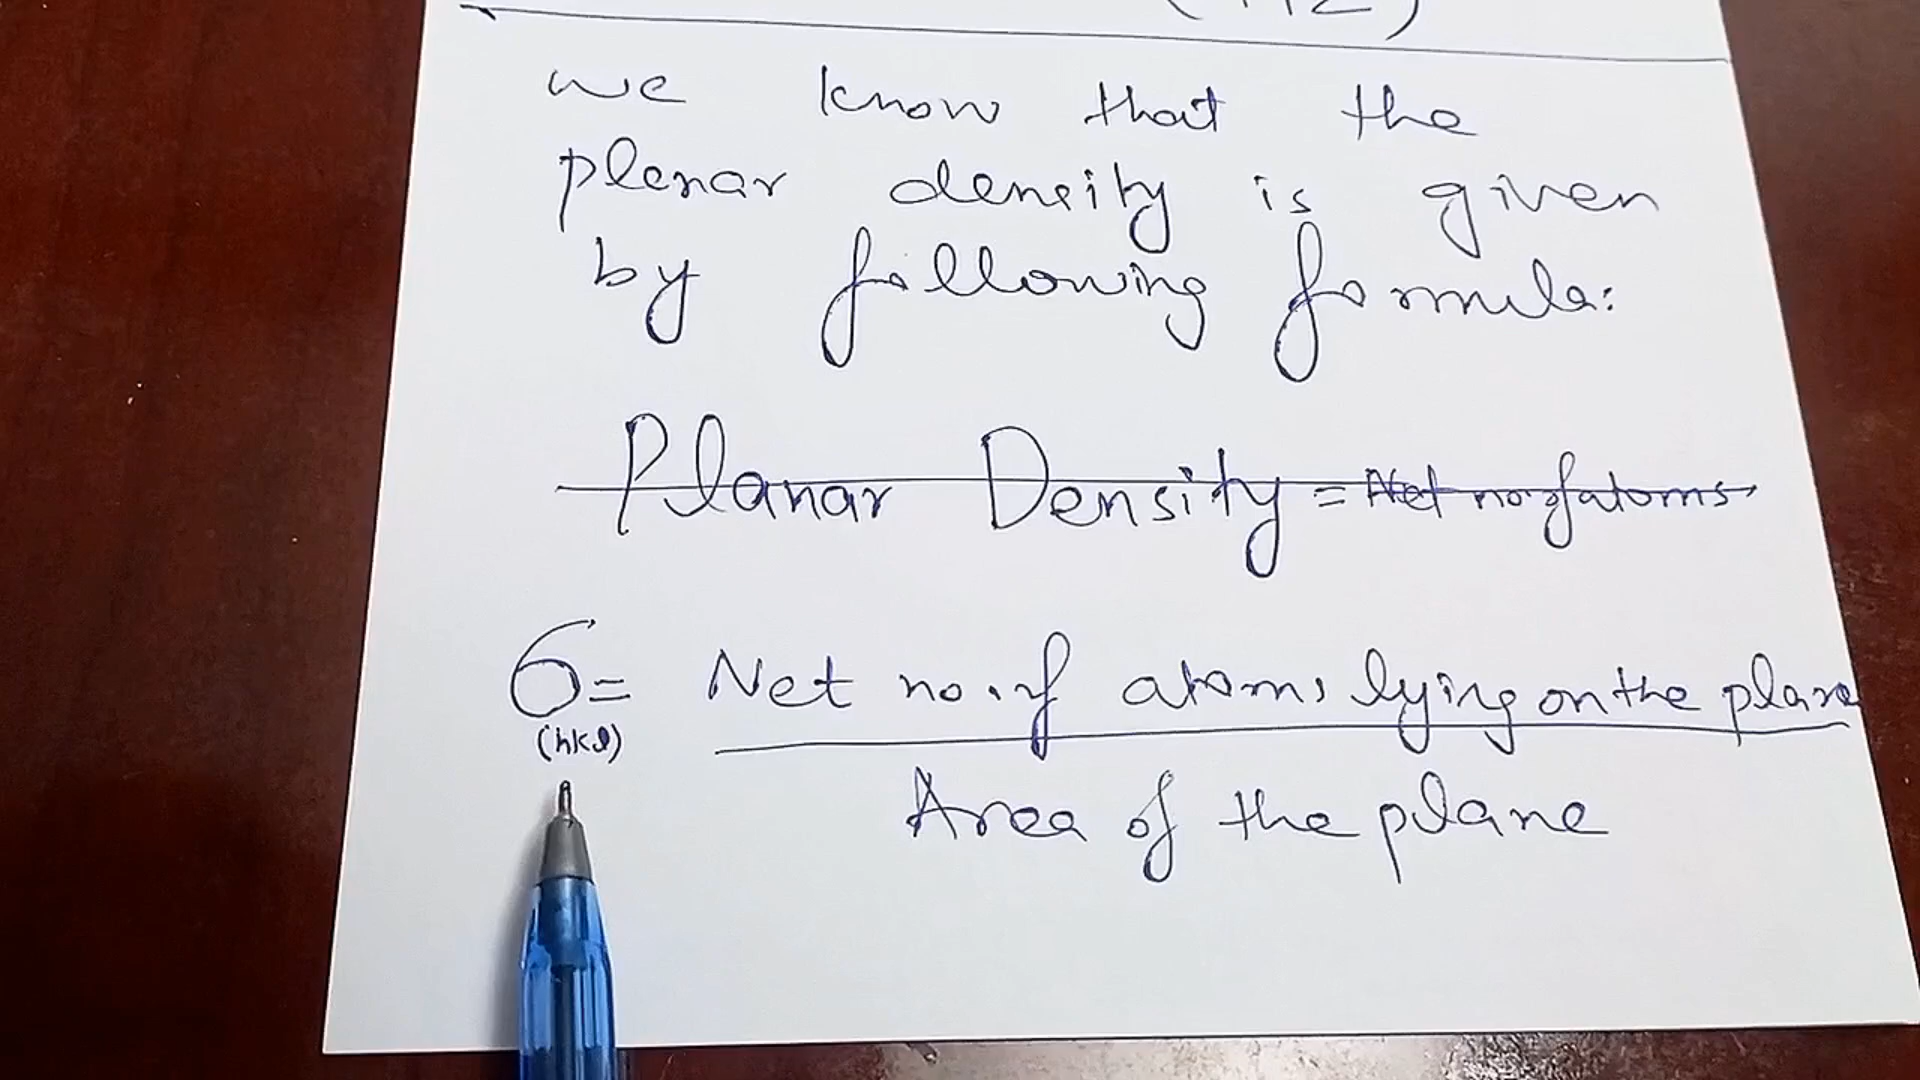 we know that the
planar density is given
by following formula:
Planar Density = Net no. of atoms
σ(hkl) = Net no. of atoms lying on the plane
Area of the plane